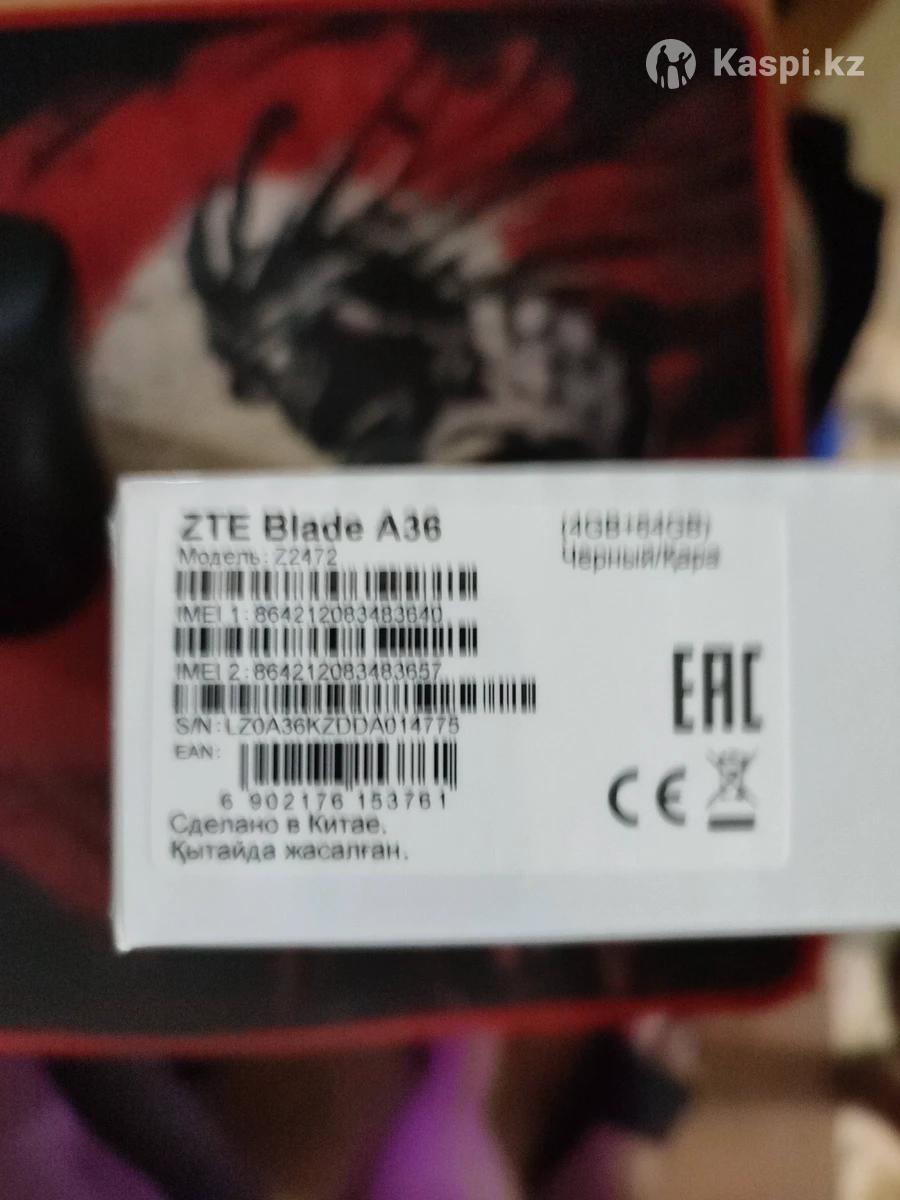 Kaspi.kz
ZTE Blade A36
(4GB+64GB)
Модель: Z2472
Черный/Қара
IMEI 1: 864212083483640
IMEI 2: 864212083483657
S/N: LZ0A36KZDDA014775
EAN:
6 902176 153761
Сделано в Китае.
Қытайда жасалған.
EAC
CE